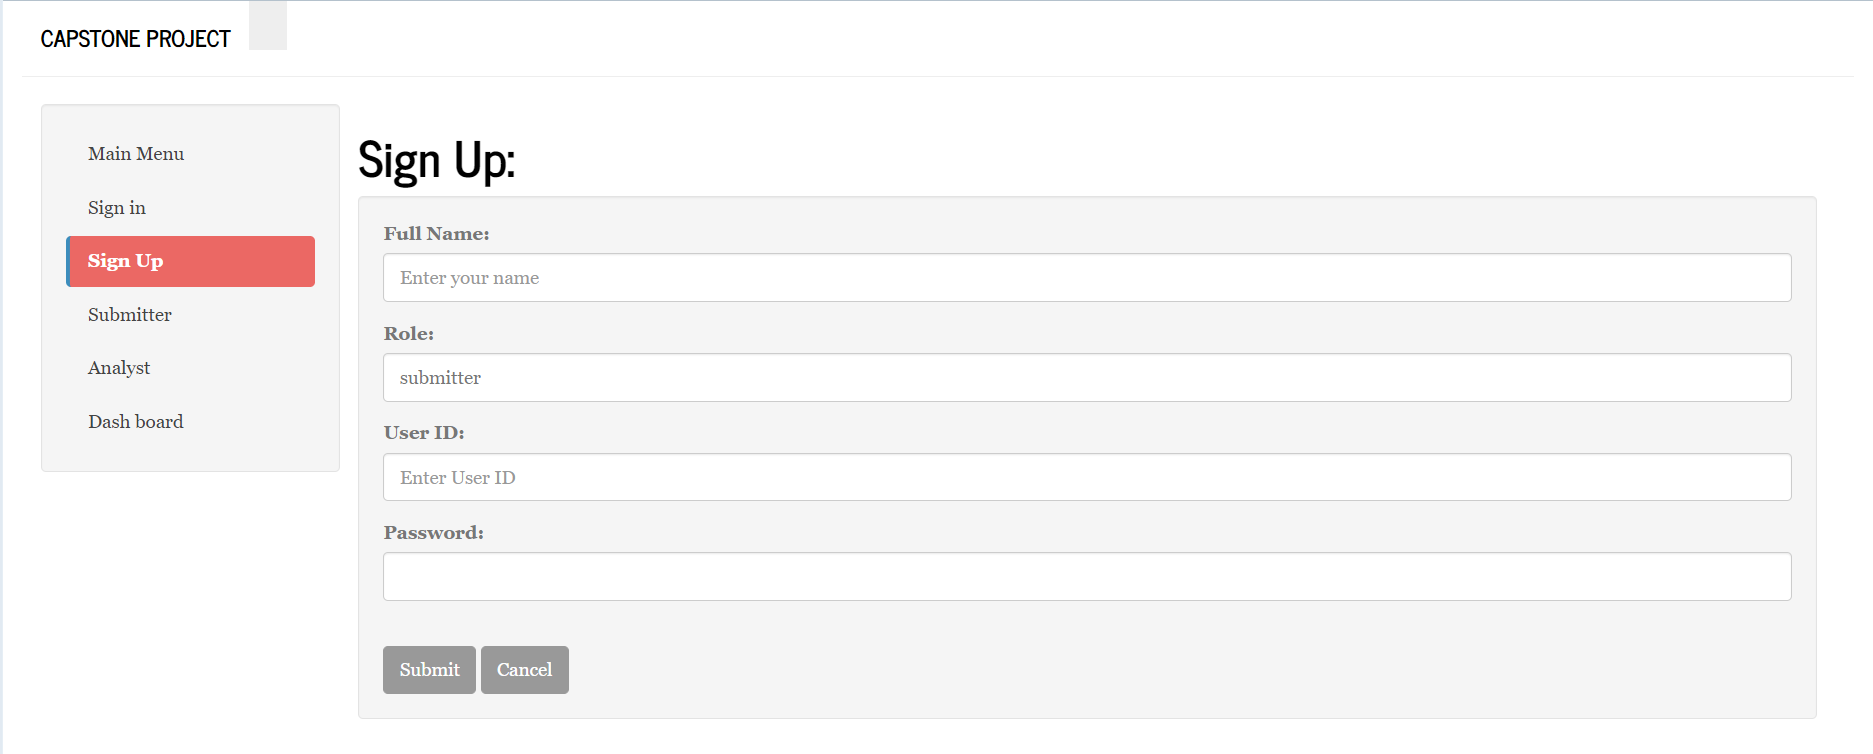 CAPSTONE PROJECT
Main Menu
Sign in
Sign Up
Submitter
Analyst
Dash board
Sign Up:
Full Name:
Enter your name
Role:
submitter
User ID:
Enter User ID
Password:
Submit Cancel